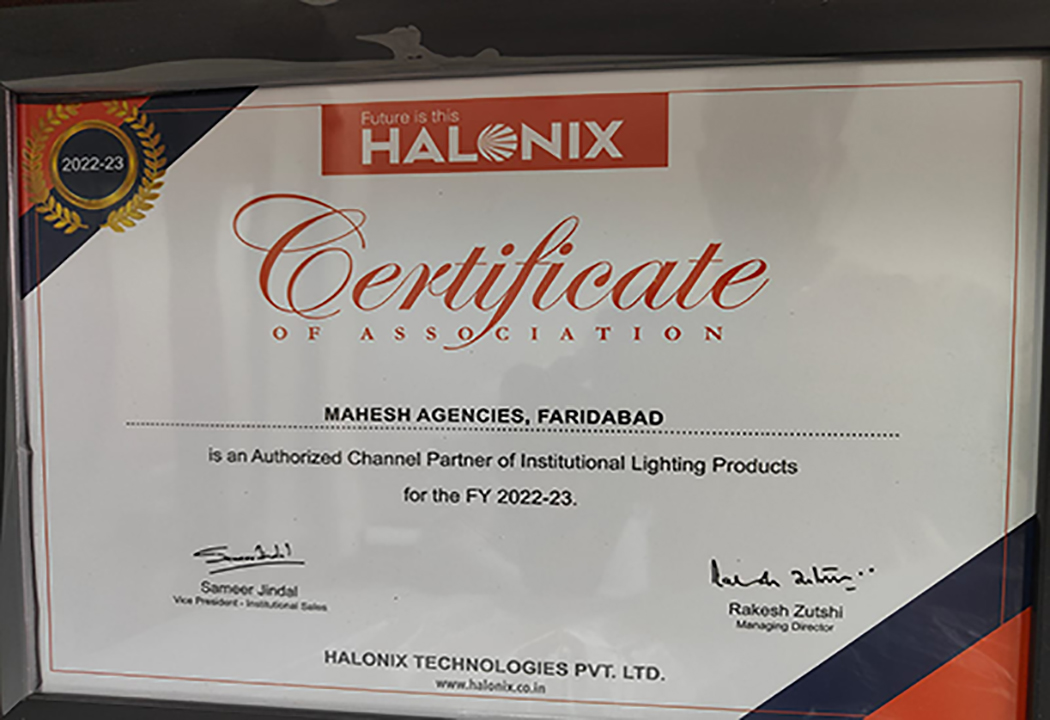 2022-23
Future is this
HALONIX
Certificate
OF ASSOCIATION
MAHESH AGENCIES, FARIDABAD
is an Authorized Channel Partner of Institutional Lighting Products
for the FY 2022-23.
Sameer Jindal
Vice President - Institutional Sales
Rakesh Zutshi
Managing Director
HALONIX TECHNOLOGIES PVT. LTD.
www.halonix.co.in